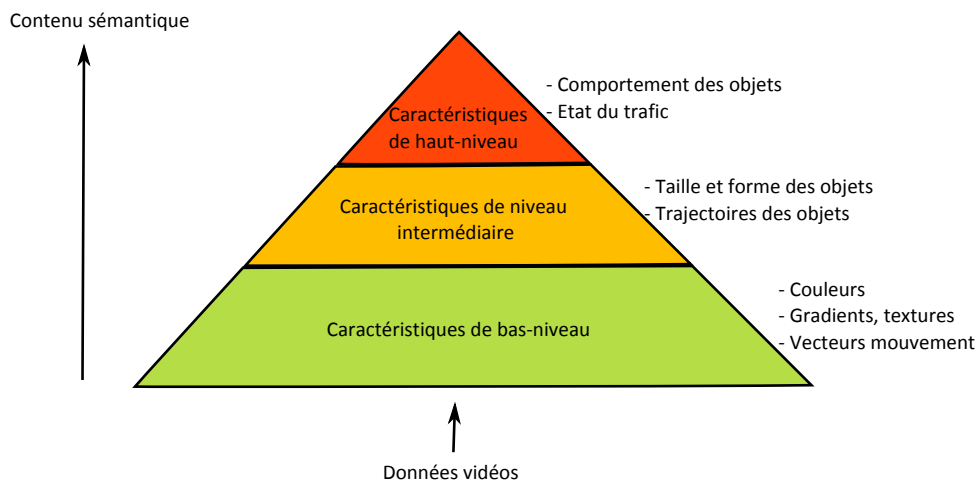 Contenu sémantique
- Comportement des objets
- Etat du trafic
Caractéristiques
de haut-niveau
- Taille et forme des objets
- Trajectoires des objets
Caractéristiques de niveau
intermédiaire
- Couleurs
- Gradients, textures
- Vecteurs mouvement
Caractéristiques de bas-niveau
Données vidéos